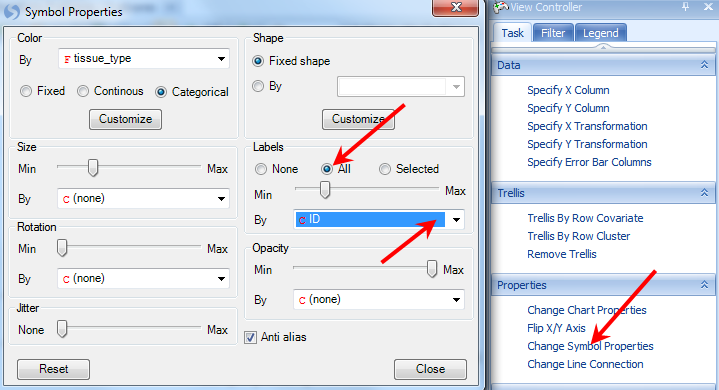 Symbol Properties
Color
By F tissue_type
Fixed Continous Categorical
Customize
Size
Min Max
By C (none)
Rotation
Min Max
By C (none)
Jitter
None Max
Reset
Shape
Fixed shape
By
Customize
Labels
None All Selected
Min Max
By C ID
Opacity
Min Max
By C (none)
Anti alias
Close
View Controller
Task Filter Legend
Data
Specify X Column
Specify Y Column
Specify X Transformation
Specify Y Transformation
Specify Error Bar Columns
Trellis
Trellis By Row Covariate
Trellis By Row Cluster
Remove Trellis
Properties
Change Chart Properties
Flip X/Y Axis
Change Symbol Properties
Change Line Connection